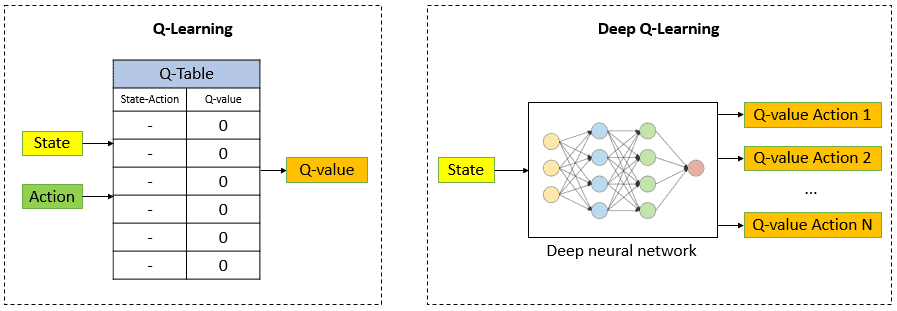 Q-Learning
Q-Table
State-Action Q-value
- 0
- 0
- 0
- 0
- 0
- 0
State
Action
Q-value
Deep Q-Learning
State
Deep neural network
Q-value Action 1
Q-value Action 2
...
Q-value Action N